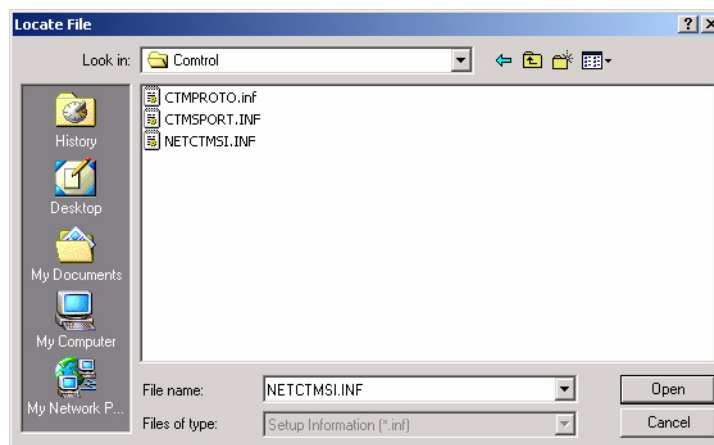 Locate File
Look in: Comtrol
History
Desktop
My Documents
My Computer
My Network P...
CTMPROTO.inf
CTMSPORT.INF
NETCTMSI.INF
File name: NETCTMSI.INF Open
Files of type: Setup Information (*.inf) Cancel